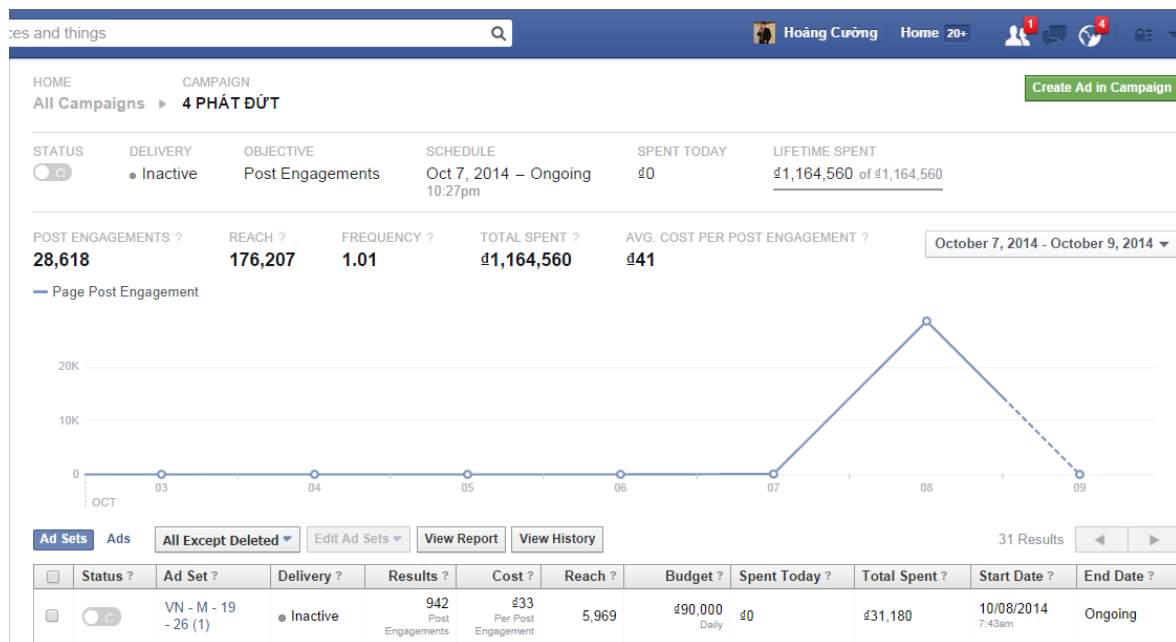 ces and things
Hoàng Cường Home 20+ 1 4
HOME CAMPAIGN
All Campaigns 4 PHÁT ĐỨT
Create Ad in Campaign
STATUS DELIVERY OBJECTIVE SCHEDULE SPENT TODAY LIFETIME SPENT
Inactive Post Engagements Oct 7, 2014 – Ongoing ₫0 ₫1,164,560 of ₫1,164,560
10:27pm
POST ENGAGEMENTS ? REACH ? FREQUENCY ? TOTAL SPENT ? AVG. COST PER POST ENGAGEMENT ?
28,618 176,207 1.01 ₫1,164,560 ₫41
October 7, 2014 - October 9, 2014
Page Post Engagement
20K
10K
0
03 04 05 06 07 08 09
OCT
Ad Sets Ads All Except Deleted Edit Ad Sets View Report View History 31 Results
Status ? Ad Set ? Delivery ? Results ? Cost ? Reach ? Budget ? Spent Today ? Total Spent ? Start Date ? End Date ?
VN - M - 19 - 26 (1) Inactive 942 Post Engagements ₫33 Per Post Engagement 5,969 ₫90,000 Daily ₫0 ₫31,180 10/08/2014 7:43am Ongoing